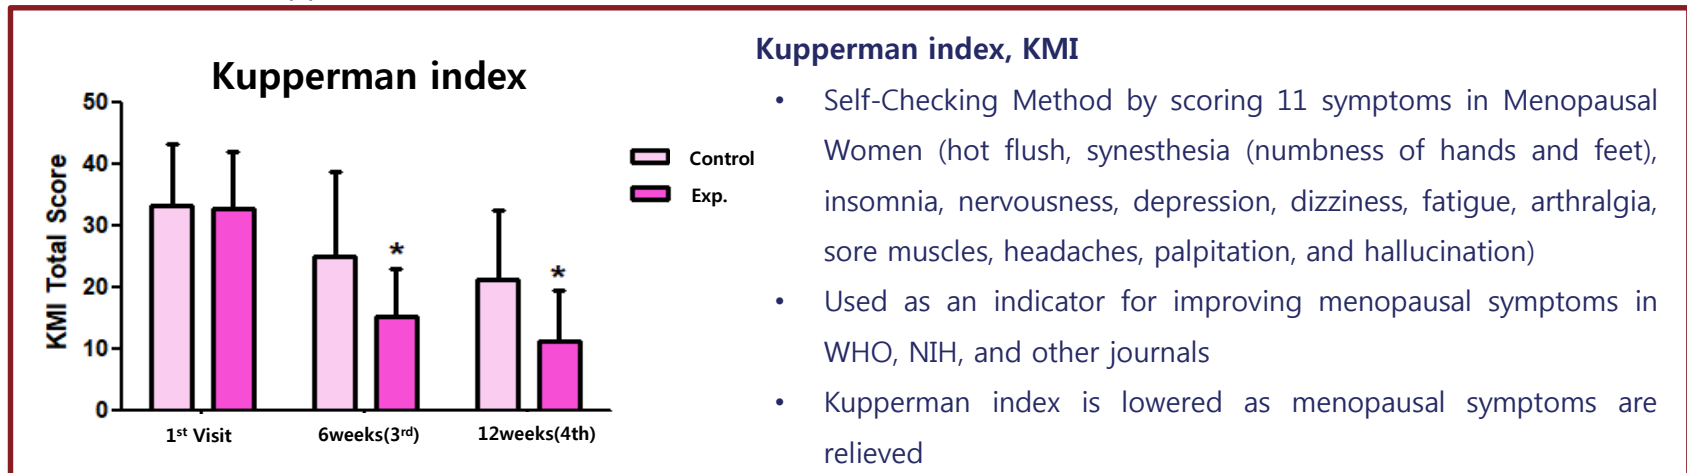 Kupperman index
50
40
30
20
10
0
KMI Total Score
*
*
1st Visit
6weeks(3rd)
12weeks(4th)
Control
Exp.
Kupperman index, KMI
• Self-Checking Method by scoring 11 symptoms in Menopausal
Women (hot flush, synesthesia (numbness of hands and feet),
insomnia, nervousness, depression, dizziness, fatigue, arthralgia,
sore muscles, headaches, palpitation, and hallucination)
• Used as an indicator for improving menopausal symptoms in
WHO, NIH, and other journals
• Kupperman index is lowered as menopausal symptoms are
relieved